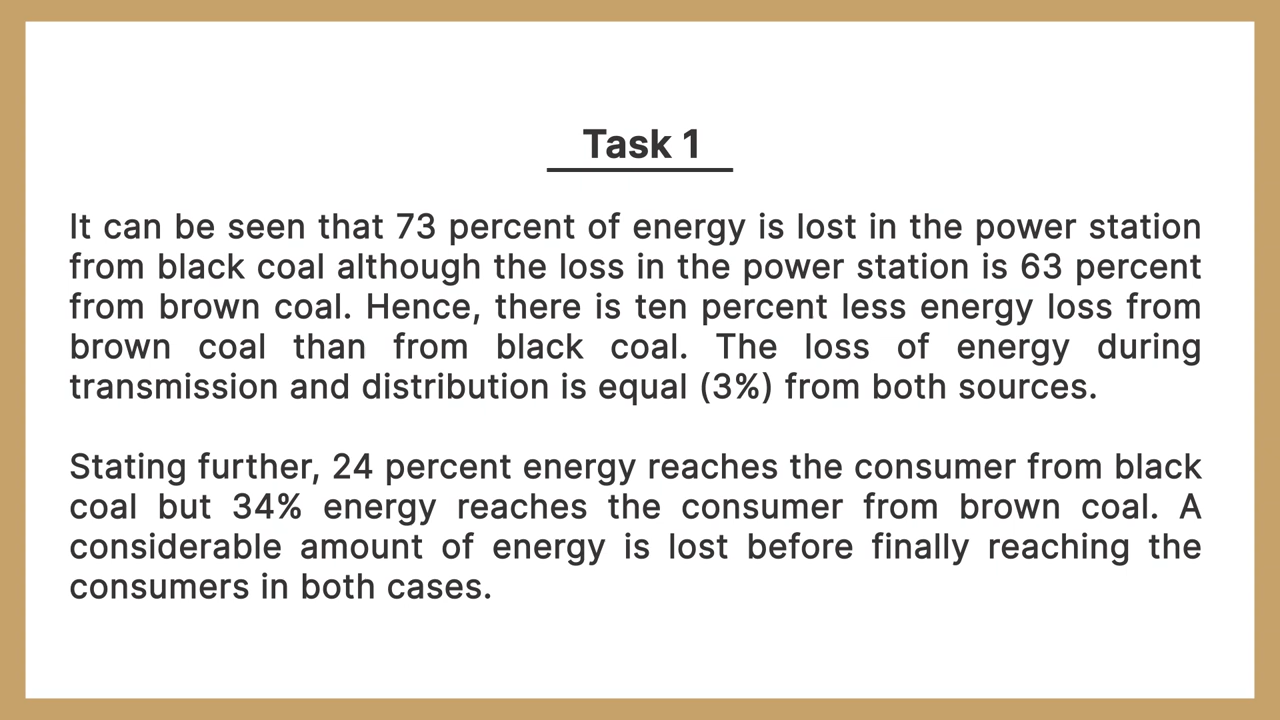 Task 1
It can be seen that 73 percent of energy is lost in the power station
from black coal although the loss in the power station is 63 percent
from brown coal. Hence, there is ten percent less energy loss from
brown coal than from black coal. The loss of energy during
transmission and distribution is equal (3%) from both sources.
Stating further, 24 percent energy reaches the consumer from black
coal but 34% energy reaches the consumer from brown coal. A
considerable amount of energy is lost before finally reaching the
consumers in both cases.